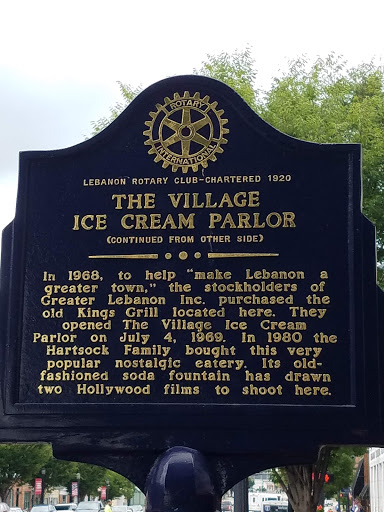 ROTARY
INTERNATIONAL
LEBANON ROTARY CLUB-CHARTERED 1920
THE VILLAGE
ICE CREAM PARLOR
(CONTINUED FROM OTHER SIDE)
In 1968, to help "make Lebanon a
greater town," the stockholders of
Greater Lebanon Inc. purchased the
old Kings Grill located here. They
opened The Village Ice Cream
Parlor on July 4, 1969. In 1980 the
Hartsock Family bought this very
popular nostalgic eatery. Its old-
fashioned soda fountain has drawn
two Hollywood films to shoot here.